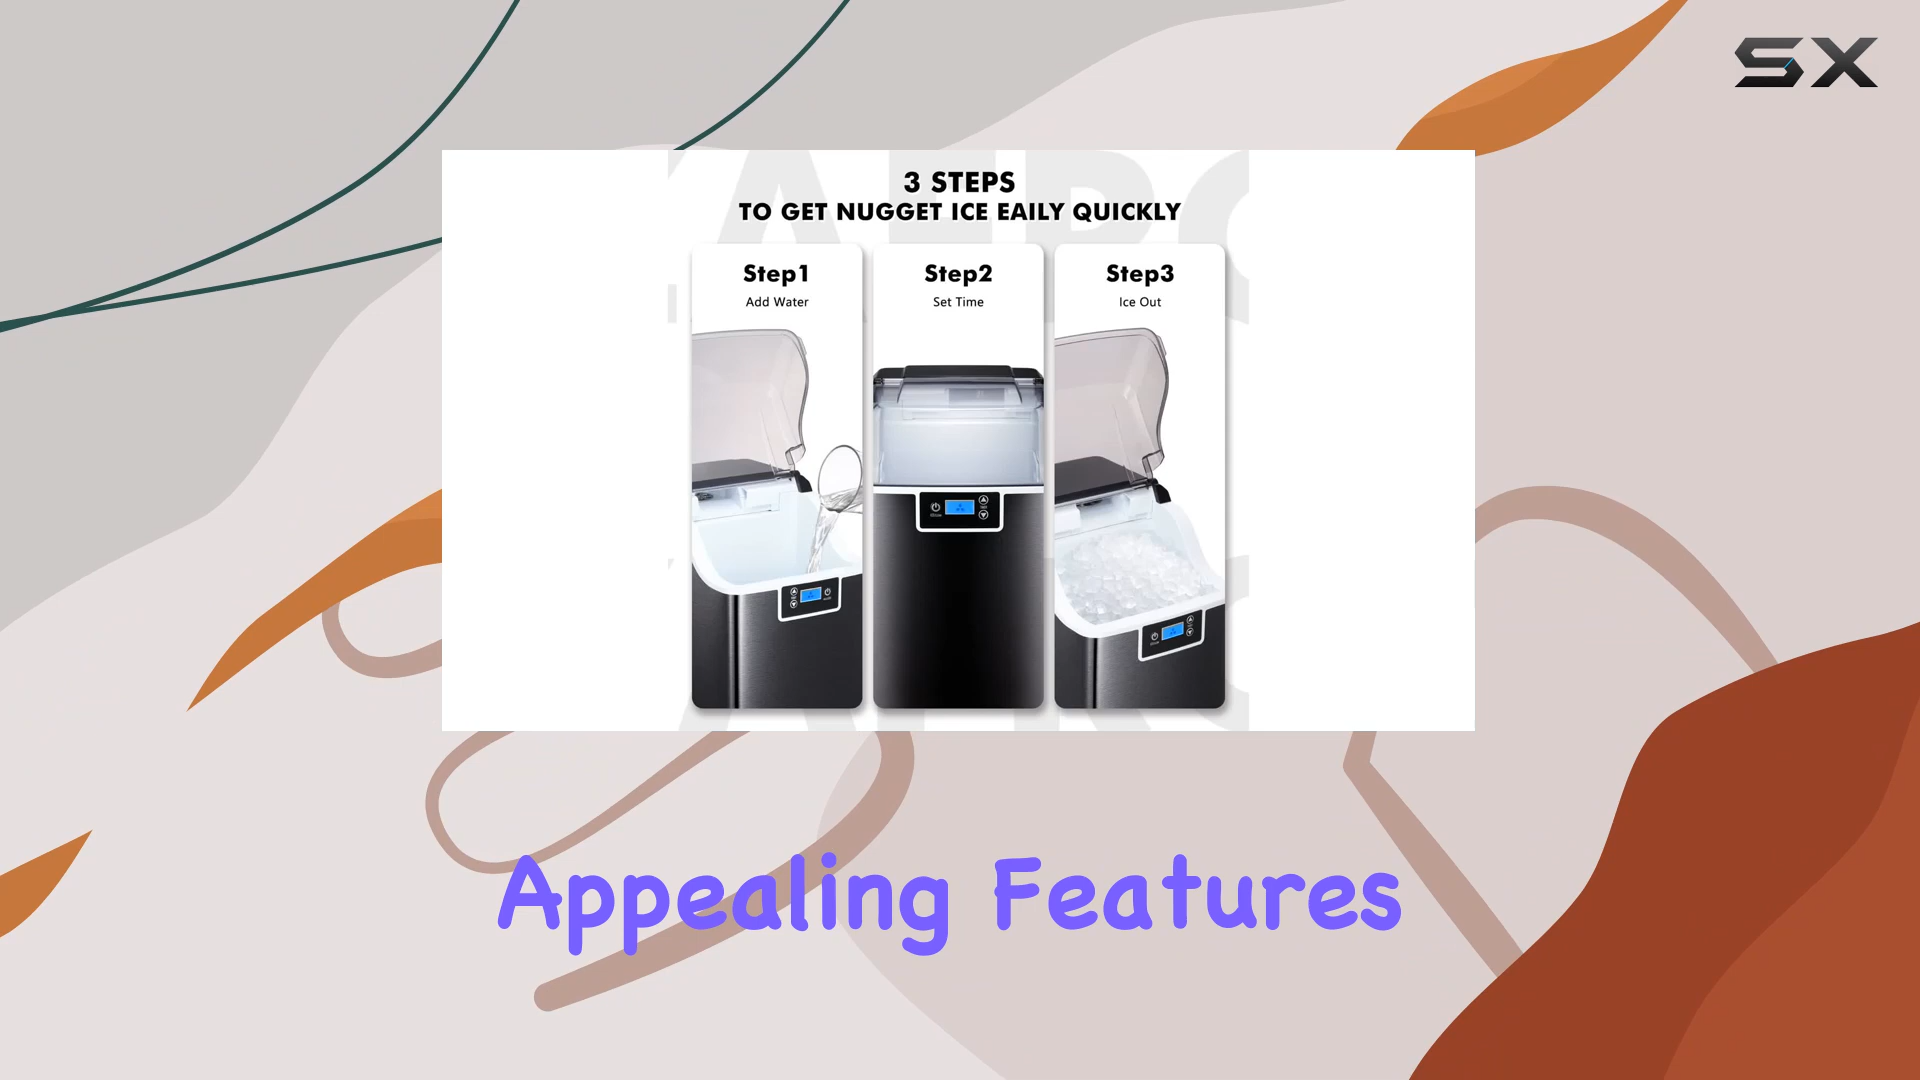 SX
3 STEPS
TO GET NUGGET ICE EAILY QUICKLY
Step1
Add Water
Step2
Set Time
Step3
Ice Out
Appealing Features